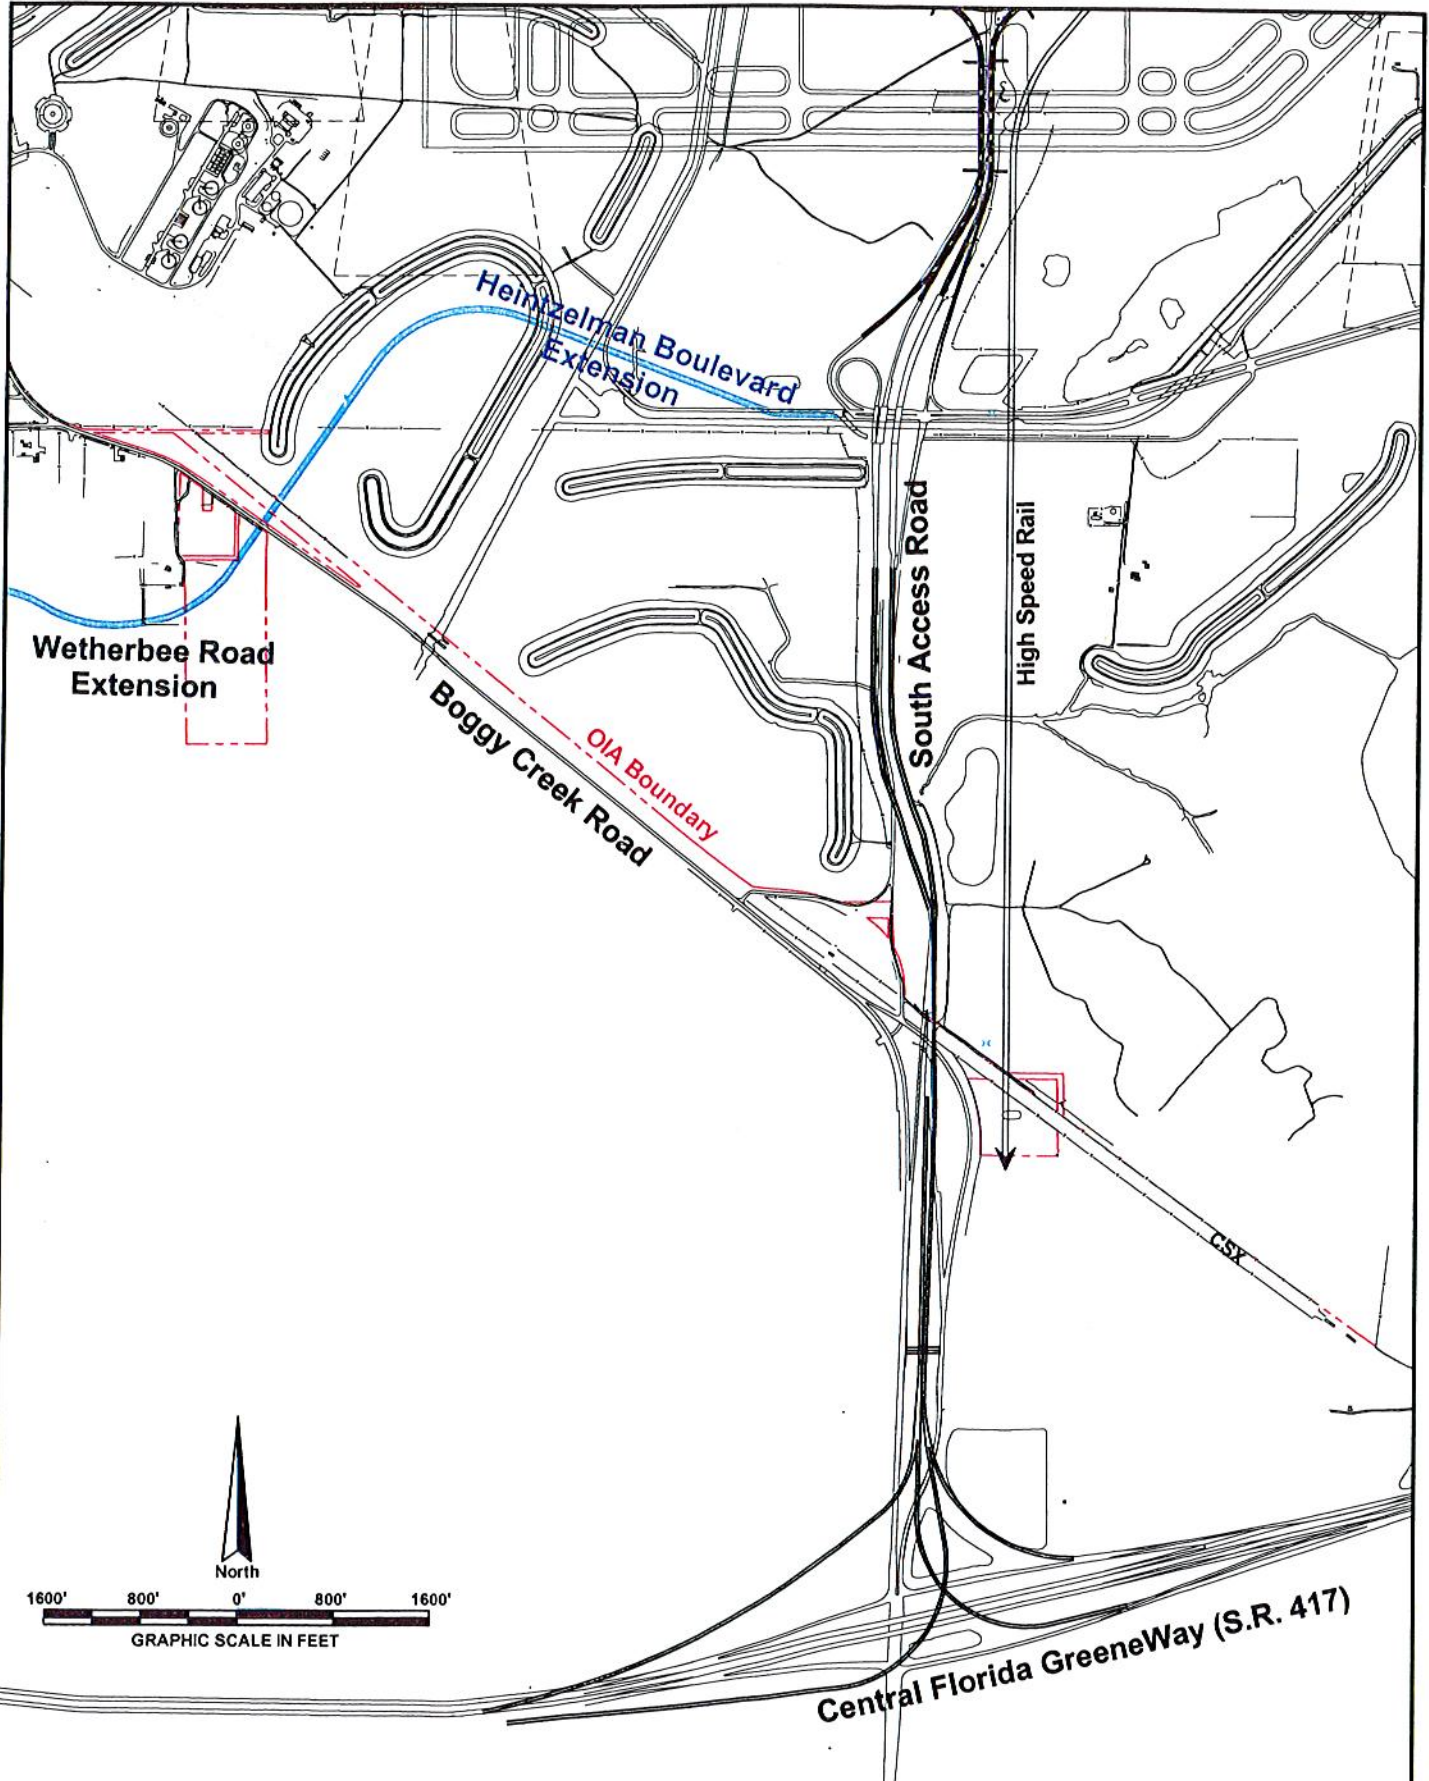 Heintzelman Boulevard
Extension
South Access Road
High Speed Rail
Wetherbee Road
Extension
Boggy Creek Road
OIA Boundary
CSX
North
1600' 800' 0' 800' 1600'
GRAPHIC SCALE IN FEET
Central Florida GreeneWay (S.R. 417)